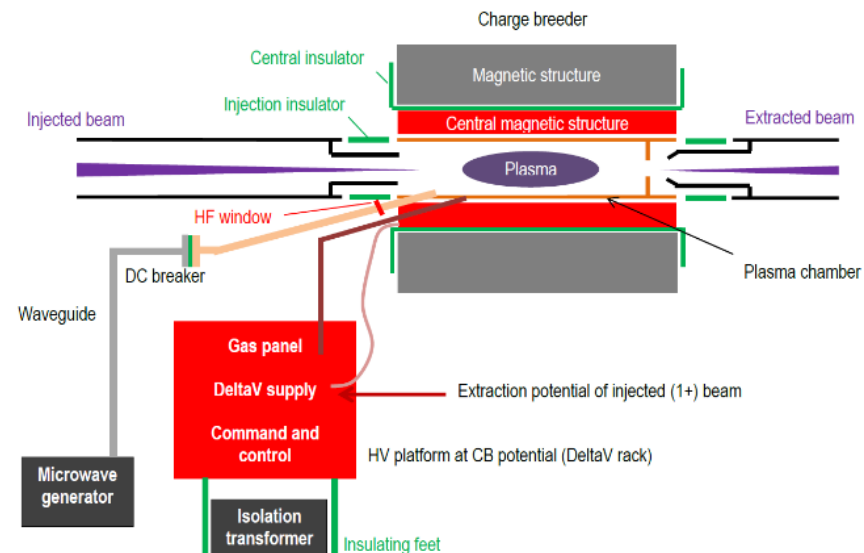 Charge breeder
Central insulator
Magnetic structure
Injection insulator
Injected beam
Central magnetic structure
Extracted beam
Plasma
HF window
DC breaker
Plasma chamber
Waveguide
Gas panel
DeltaV supply
Extraction potential of injected (1+) beam
Command and
control
HV platform at CB potential (DeltaV rack)
Microwave
generator
Isolation
transformer
Insulating feet